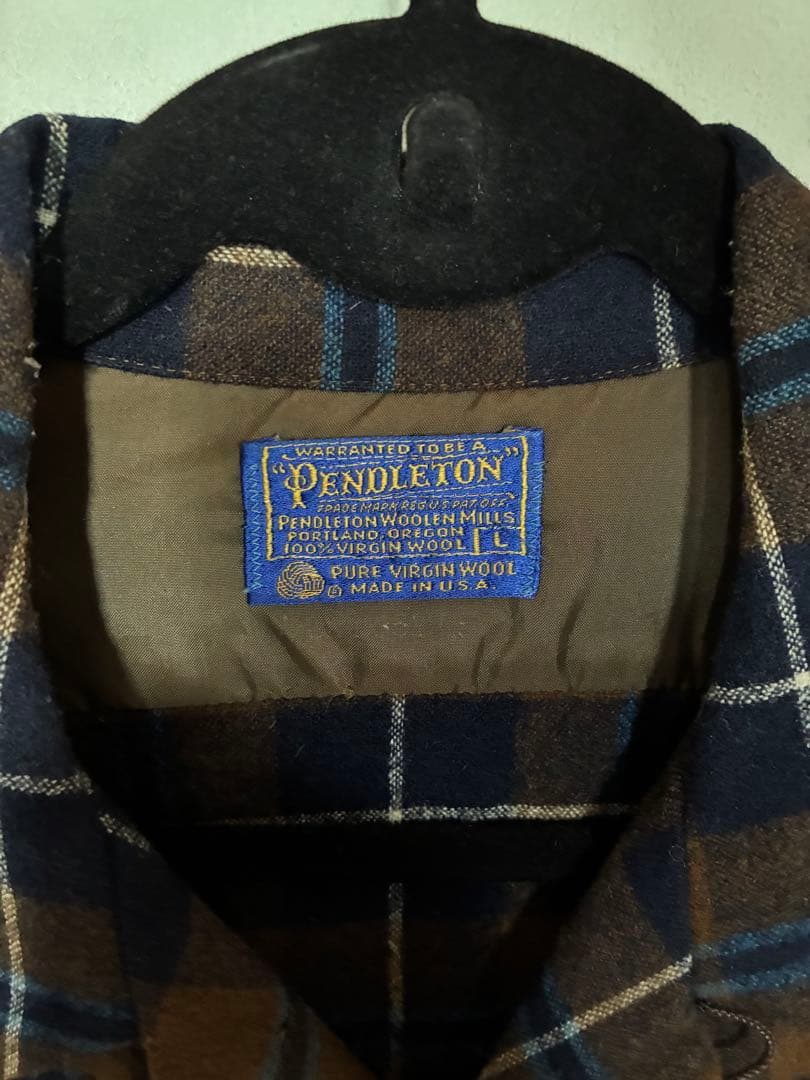 WARRANTED TO BE A
"PENDLETON"
TRADE MARK REG U.S. PAT. OFF.
PENDLETON WOOLEN MILLS
PORTLAND, OREGON
100% VIRGIN WOOL L
PURE VIRGIN WOOL
MADE IN U.S.A.